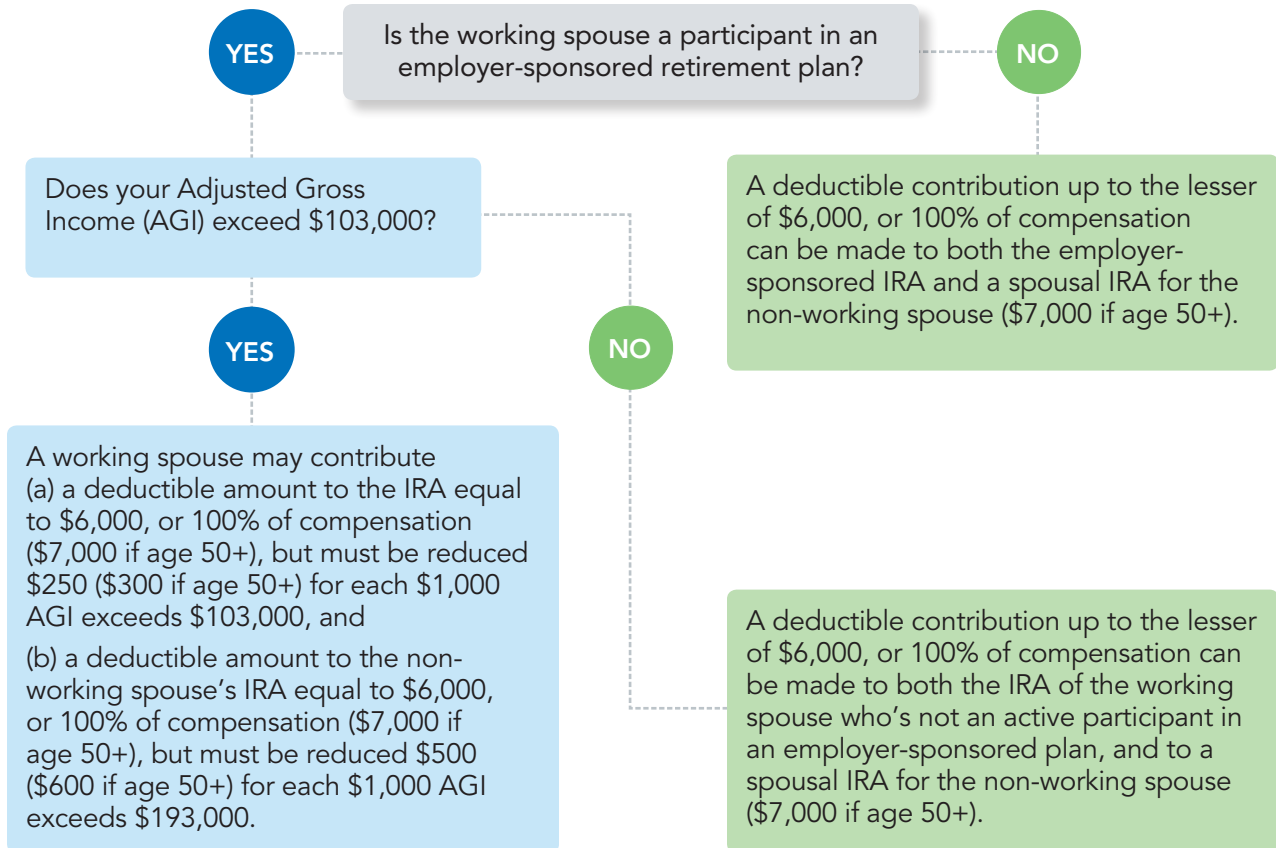 YES
Is the working spouse a participant in an
employer-sponsored retirement plan?
NO
Does your Adjusted Gross
Income (AGI) exceed $103,000?
A deductible contribution up to the lesser
of $6,000, or 100% of compensation
can be made to both the employer-
sponsored IRA and a spousal IRA for the
non-working spouse ($7,000 if age 50+).
YES
NO
A working spouse may contribute
(a) a deductible amount to the IRA equal
to $6,000, or 100% of compensation
($7,000 if age 50+), but must be reduced
$250 ($300 if age 50+) for each $1,000
AGI exceeds $103,000, and
(b) a deductible amount to the non-
working spouse’s IRA equal to $6,000,
or 100% of compensation ($7,000 if
age 50+), but must be reduced $500
($600 if age 50+) for each $1,000 AGI
exceeds $193,000.
A deductible contribution up to the lesser
of $6,000, or 100% of compensation can
be made to both the IRA of the working
spouse who’s not an active participant in
an employer-sponsored plan, and to a
spousal IRA for the non-working spouse
($7,000 if age 50+).